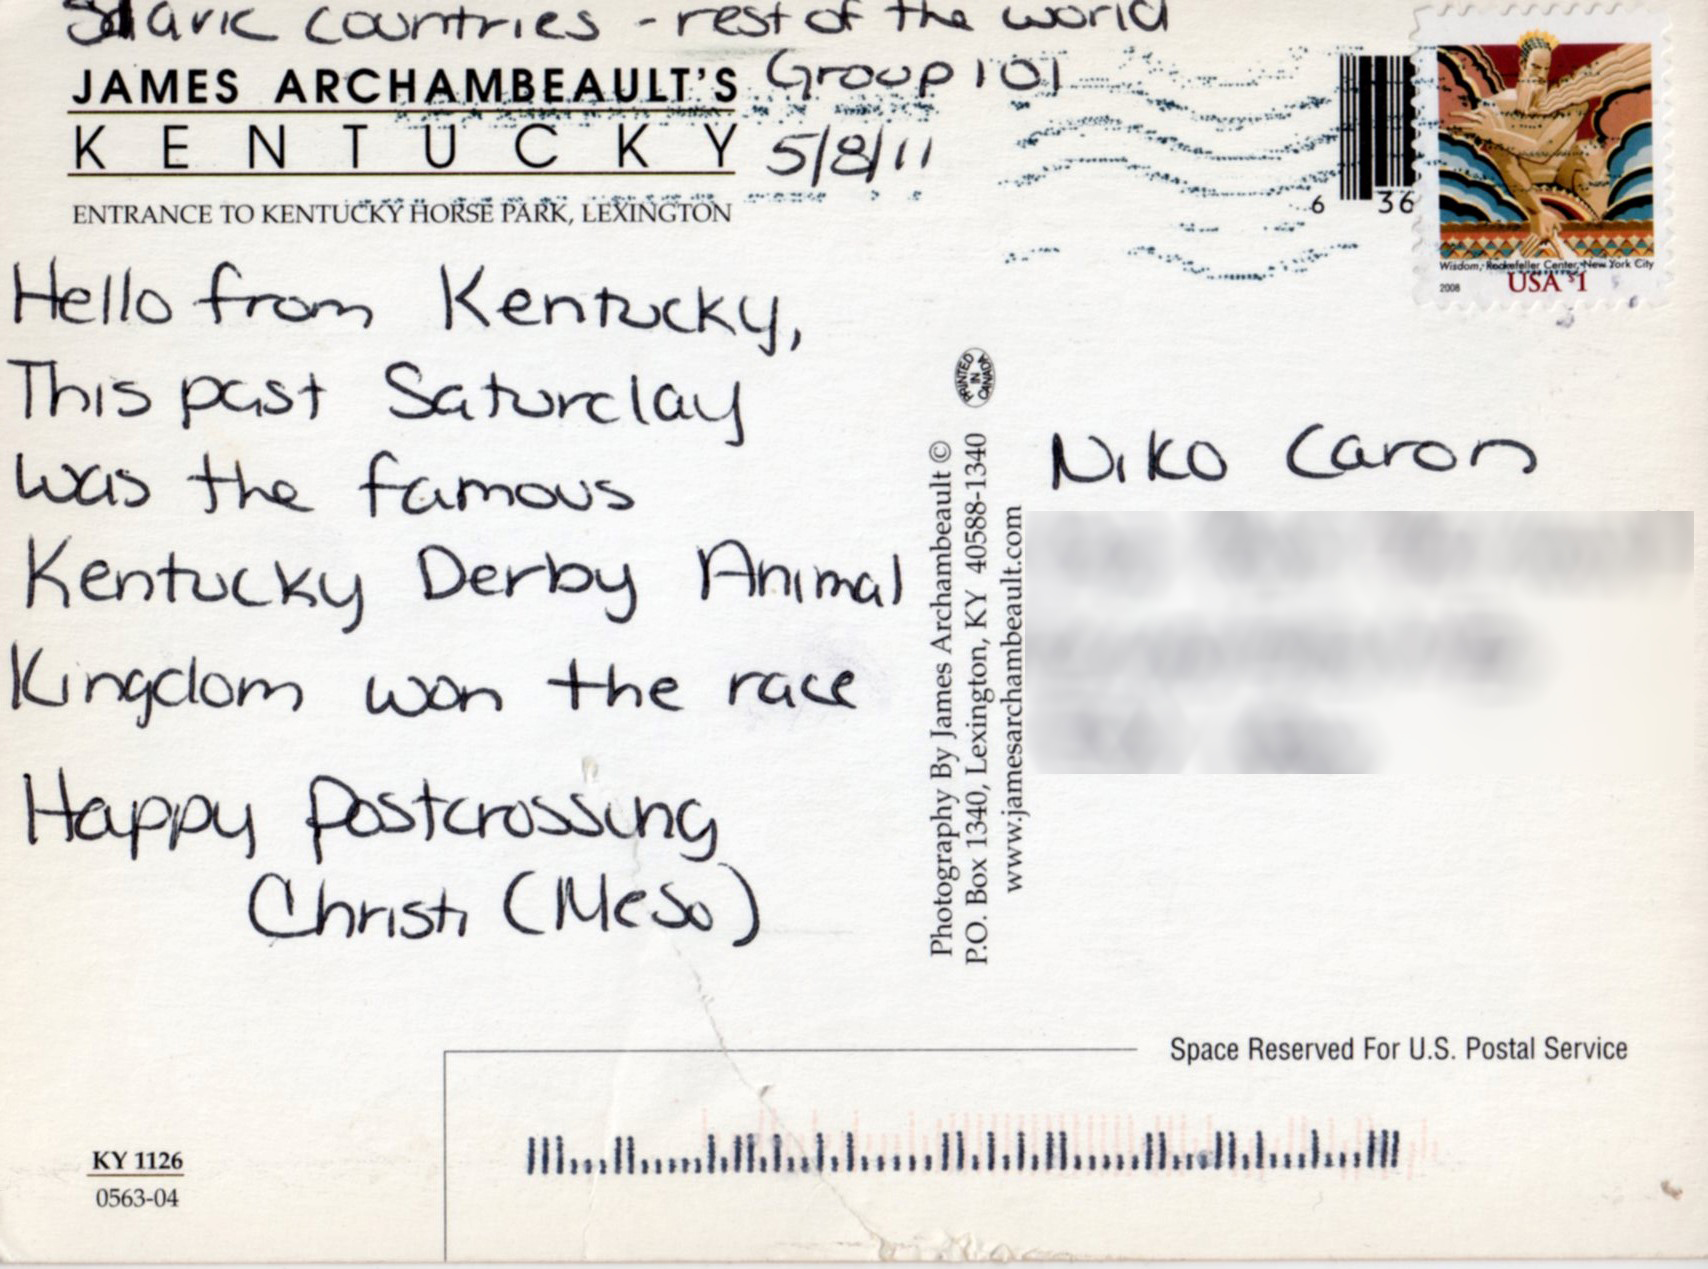 Slavic countries - rest of the world
Group 101
5/8/11
JAMES ARCHAMBEAULT'S
KENTUCKY
ENTRANCE TO KENTUCKY HORSE PARK, LEXINGTON
Hello from Kentucky,
This past Saturday
was the famous
Kentucky Derby Animal
Kingdom won the race
Happy Postcrossing
Christi (Meso)
6 36
Wisdom, Rockefeller Center, New York City
2008 USA $1
PRINTED IN CANADA
Photography By James Archambeault ©
P.O. Box 1340, Lexington, KY 40588-1340
www.jamesarchambeault.com
Niko Caron
Space Reserved For U.S. Postal Service
KY 1126
0563-04